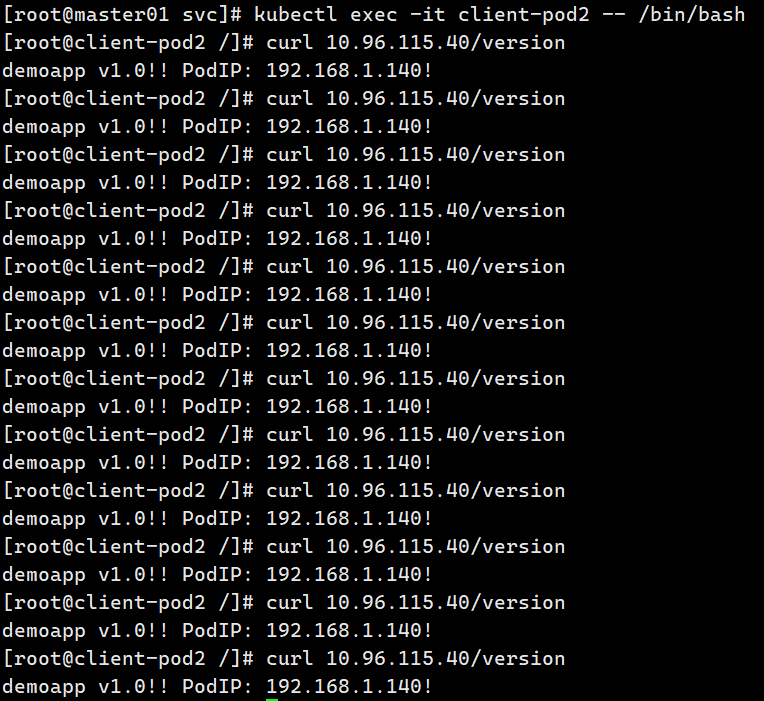 [root@master01 svc]# kubectl exec -it client-pod2 -- /bin/bash
[root@client-pod2 /]# curl 10.96.115.40/version
demoapp v1.0!! PodIP: 192.168.1.140!
[root@client-pod2 /]# curl 10.96.115.40/version
demoapp v1.0!! PodIP: 192.168.1.140!
[root@client-pod2 /]# curl 10.96.115.40/version
demoapp v1.0!! PodIP: 192.168.1.140!
[root@client-pod2 /]# curl 10.96.115.40/version
demoapp v1.0!! PodIP: 192.168.1.140!
[root@client-pod2 /]# curl 10.96.115.40/version
demoapp v1.0!! PodIP: 192.168.1.140!
[root@client-pod2 /]# curl 10.96.115.40/version
demoapp v1.0!! PodIP: 192.168.1.140!
[root@client-pod2 /]# curl 10.96.115.40/version
demoapp v1.0!! PodIP: 192.168.1.140!
[root@client-pod2 /]# curl 10.96.115.40/version
demoapp v1.0!! PodIP: 192.168.1.140!
[root@client-pod2 /]# curl 10.96.115.40/version
demoapp v1.0!! PodIP: 192.168.1.140!
[root@client-pod2 /]# curl 10.96.115.40/version
demoapp v1.0!! PodIP: 192.168.1.140!
[root@client-pod2 /]# curl 10.96.115.40/version
demoapp v1.0!! PodIP: 192.168.1.140!
[root@client-pod2 /]# curl 10.96.115.40/version
demoapp v1.0!! PodIP: 192.168.1.140!